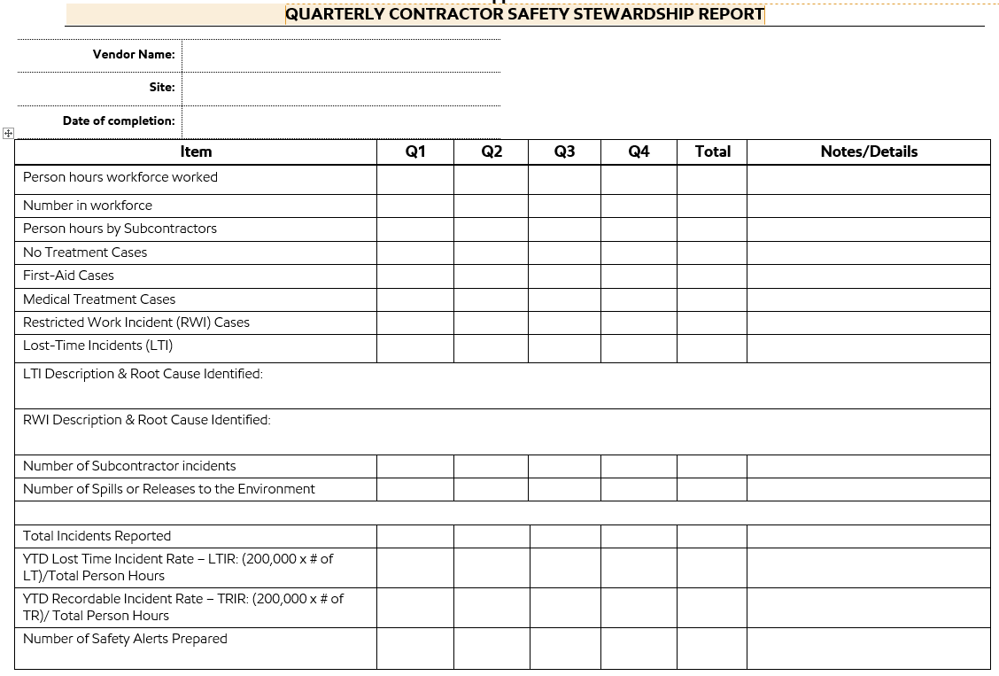 QUARTERLY CONTRACTOR SAFETY STEWARDSHIP REPORT
Vendor Name:
Site:
Date of completion:
Item Q1 Q2 Q3 Q4 Total Notes/Details
Person hours workforce worked
Number in workforce
Person hours by Subcontractors
No Treatment Cases
First-Aid Cases
Medical Treatment Cases
Restricted Work Incident (RWI) Cases
Lost-Time Incidents (LTI)
LTI Description & Root Cause Identified:
RWI Description & Root Cause Identified:
Number of Subcontractor incidents
Number of Spills or Releases to the Environment
Total Incidents Reported
YTD Lost Time Incident Rate – LTIR: (200,000 x # of
LT)/Total Person Hours
YTD Recordable Incident Rate – TRIR: (200,000 x # of
TR)/ Total Person Hours
Number of Safety Alerts Prepared